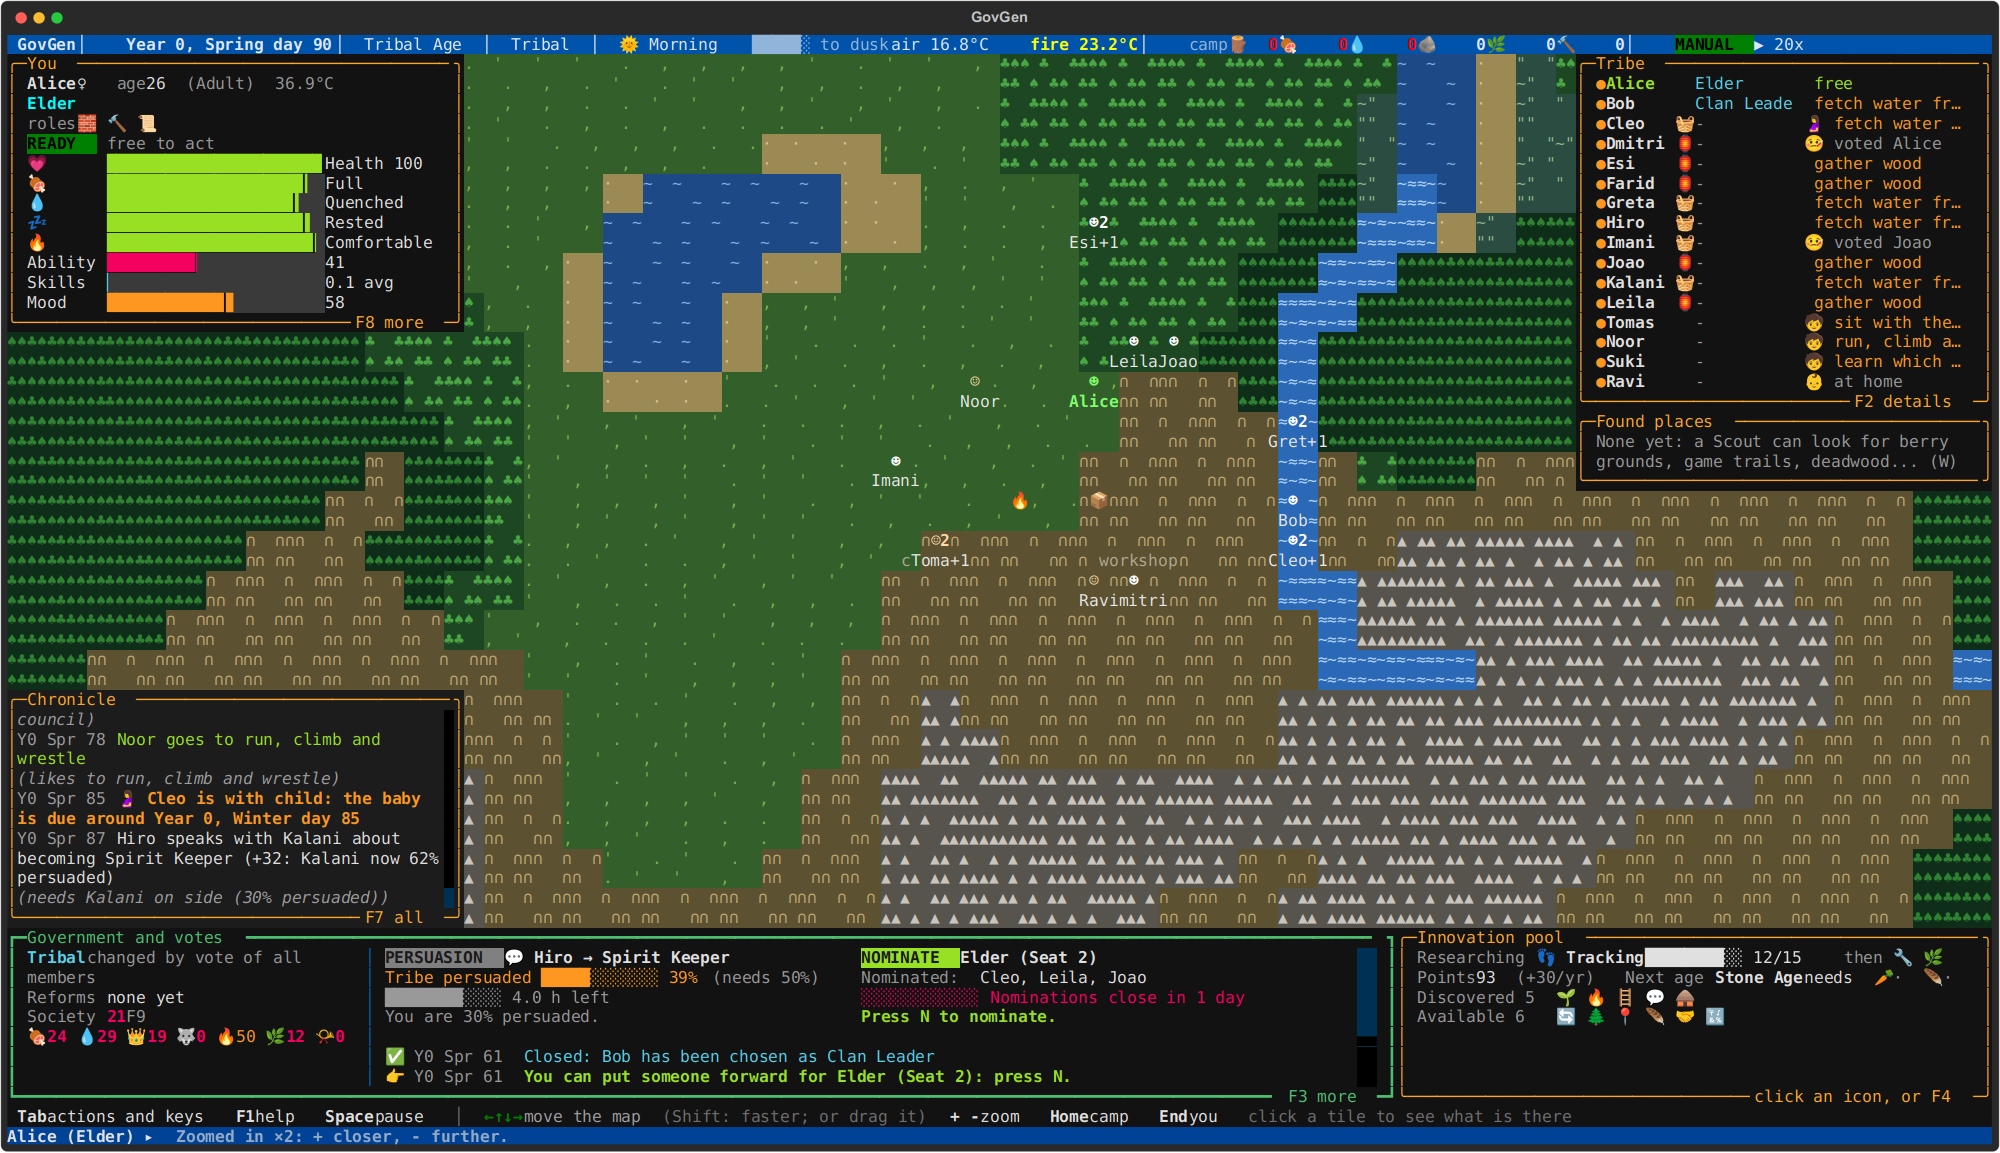 GovGen
GovGen Year 0, Spring day 90 Tribal Age Tribal 🌞 Morning to dusk air 16.8°C fire 23.2°C camp🪵 0🍖 0💧 0🪨 0🌿 0🔨 0 MANUAL ▶ 20x
You
Alice♀ age26 (Adult) 36.9°C
Elder
roles🧱 🔨 📜
READY free to act
Health 100
Full
Quenched
Rested
Comfortable
Ability 41
Skills 0.1 avg
Mood 58
F8 more
Tribe
Alice Elder free
Bob Clan Leade fetch water fr…
Cleo - fetch water …
Dmitri - voted Alice
Esi - gather wood
Farid - gather wood
Greta - fetch water fr…
Hiro - fetch water fr…
Imani - voted Joao
Joao - gather wood
Kalani - fetch water fr…
Leila - gather wood
Tomas - sit with the…
Noor - run, climb a…
Suki - learn which …
Ravi - at home
F2 details
Found places
None yet: a Scout can look for berry
grounds, game trails, deadwood... (W)
☻2
Esi+1
LeilaJoao
Noor
Alice
☻2
Gret+1
Imani
Bob
☺2
☻2
cToma+1
workshop
Cleo+1
Ravimitri
Chronicle
council)
Y0 Spr 78 Noor goes to run, climb and
wrestle
(likes to run, climb and wrestle)
Y0 Spr 85 🤰 Cleo is with child: the baby
is due around Year 0, Winter day 85
Y0 Spr 87 Hiro speaks with Kalani about
becoming Spirit Keeper (+32: Kalani now 62%
persuaded)
(needs Kalani on side (30% persuaded))
F7 all
Government and votes
Tribalchanged by vote of all
members
Reforms none yet
Society 21F9
🍖24 💧29 👑19 🐺0 🔥50 🌿12 0
PERSUASION 💬 Hiro → Spirit Keeper
Tribe persuaded 39% (needs 50%)
4.0 h left
You are 30% persuaded.
NOMINATE Elder (Seat 2)
Nominated: Cleo, Leila, Joao
Nominations close in 1 day
Press N to nominate.
✅ Y0 Spr 61 Closed: Bob has been chosen as Clan Leader
👉 Y0 Spr 61 You can put someone forward for Elder (Seat 2): press N.
F3 more
Innovation pool
Researching 👣 Tracking 12/15 then 🔧 🌿
Points93 (+30/yr) Next age Stone Ageneeds 🥕· 🪶·
Discovered 5 🌱 🔥 🪜 💬 🛖
Available 6 🔄 🌲 📍 🪶 🤝 🔣
click an icon, or F4
Tabactions and keys F1help Spacepause │ ←↑↓→move the map (Shift: faster; or drag it) + -zoom Homecamp Endyou click a tile to see what is there
Alice (Elder) ▸ Zoomed in ×2: + closer, - further.